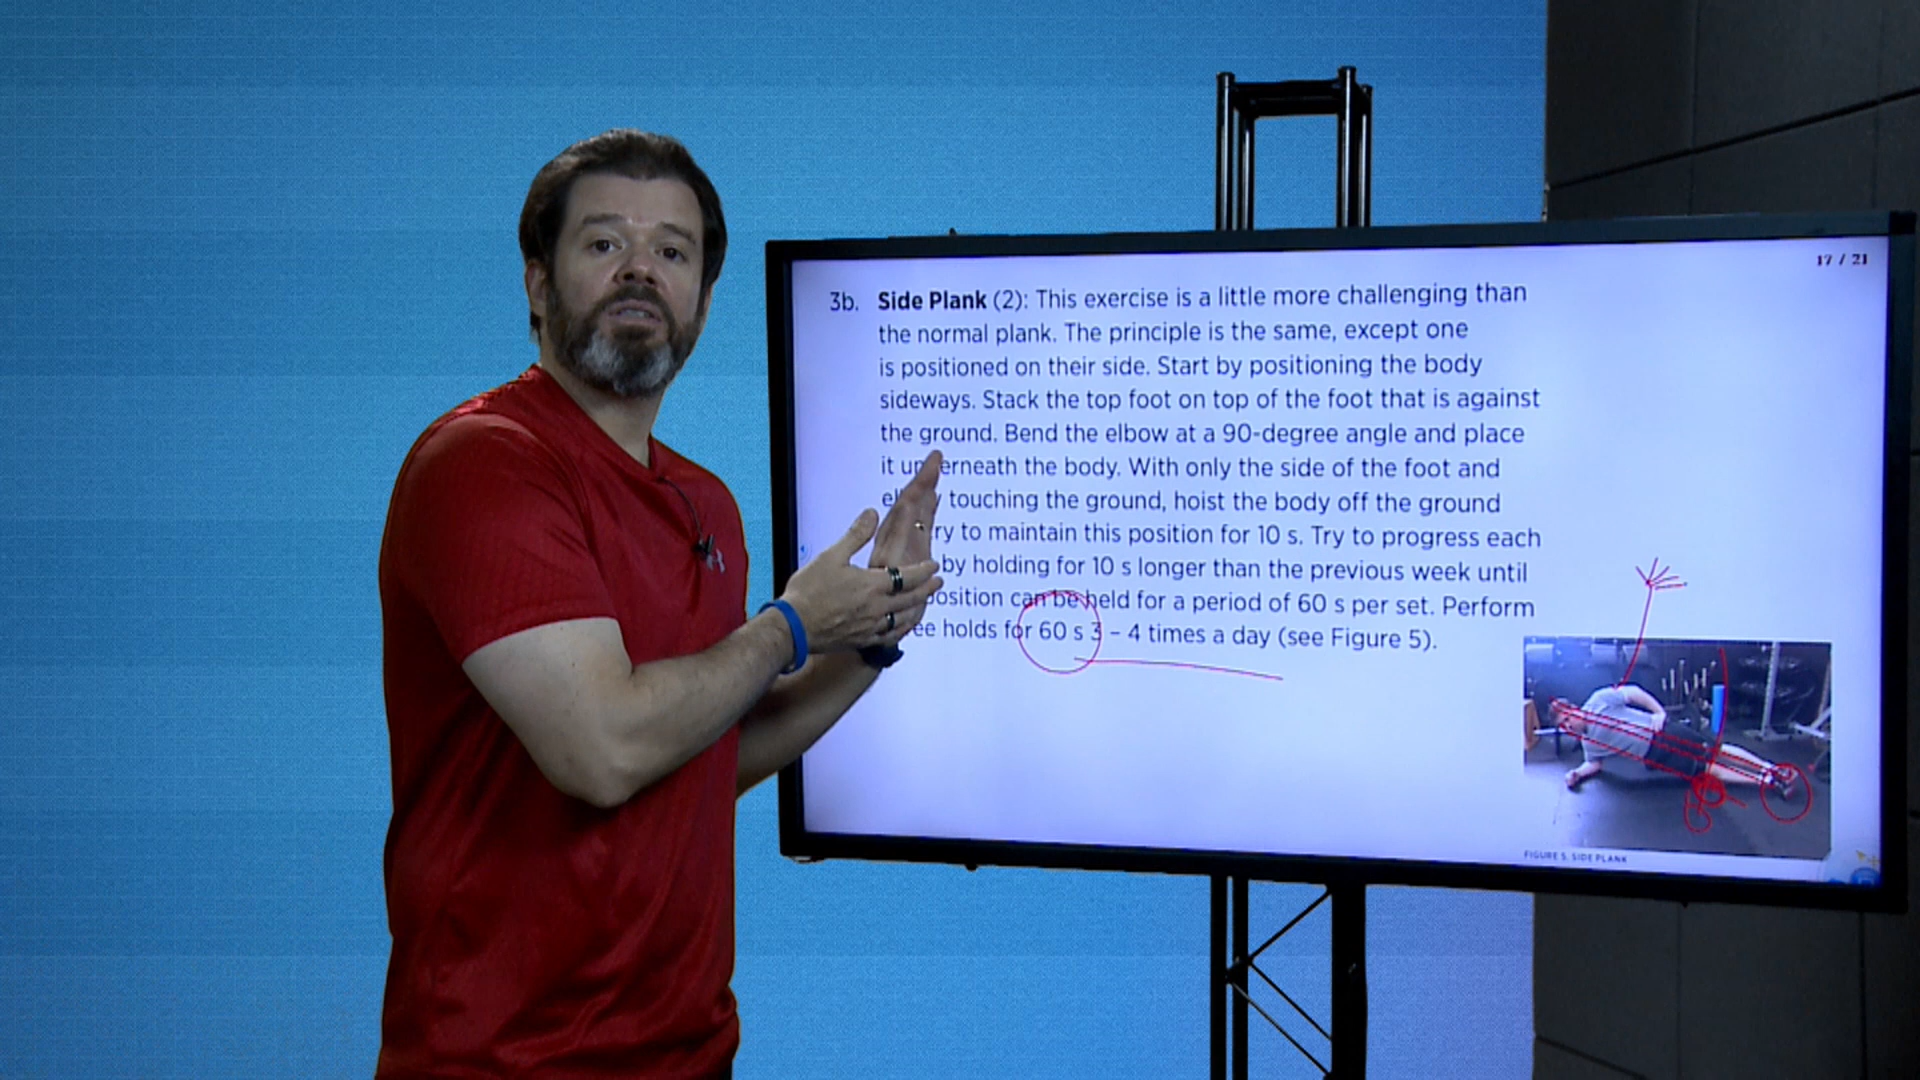 17 / 21
3b. Side Plank (2): This exercise is a little more challenging than
the normal plank. The principle is the same, except one
is positioned on their side. Start by positioning the body
sideways. Stack the top foot on top of the foot that is against
the ground. Bend the elbow at a 90-degree angle and place
it erneath the body. With only the side of the foot and
touching the ground, hoist the body off the ground
ry to maintain this position for 10 s. Try to progress each
by holding for 10 s longer than the previous week until
osition can be held for a period of 60 s per set. Perform
ee holds for 60 s 3 – 4 times a day (see Figure 5).
FIGURE 5. SIDE PLANK